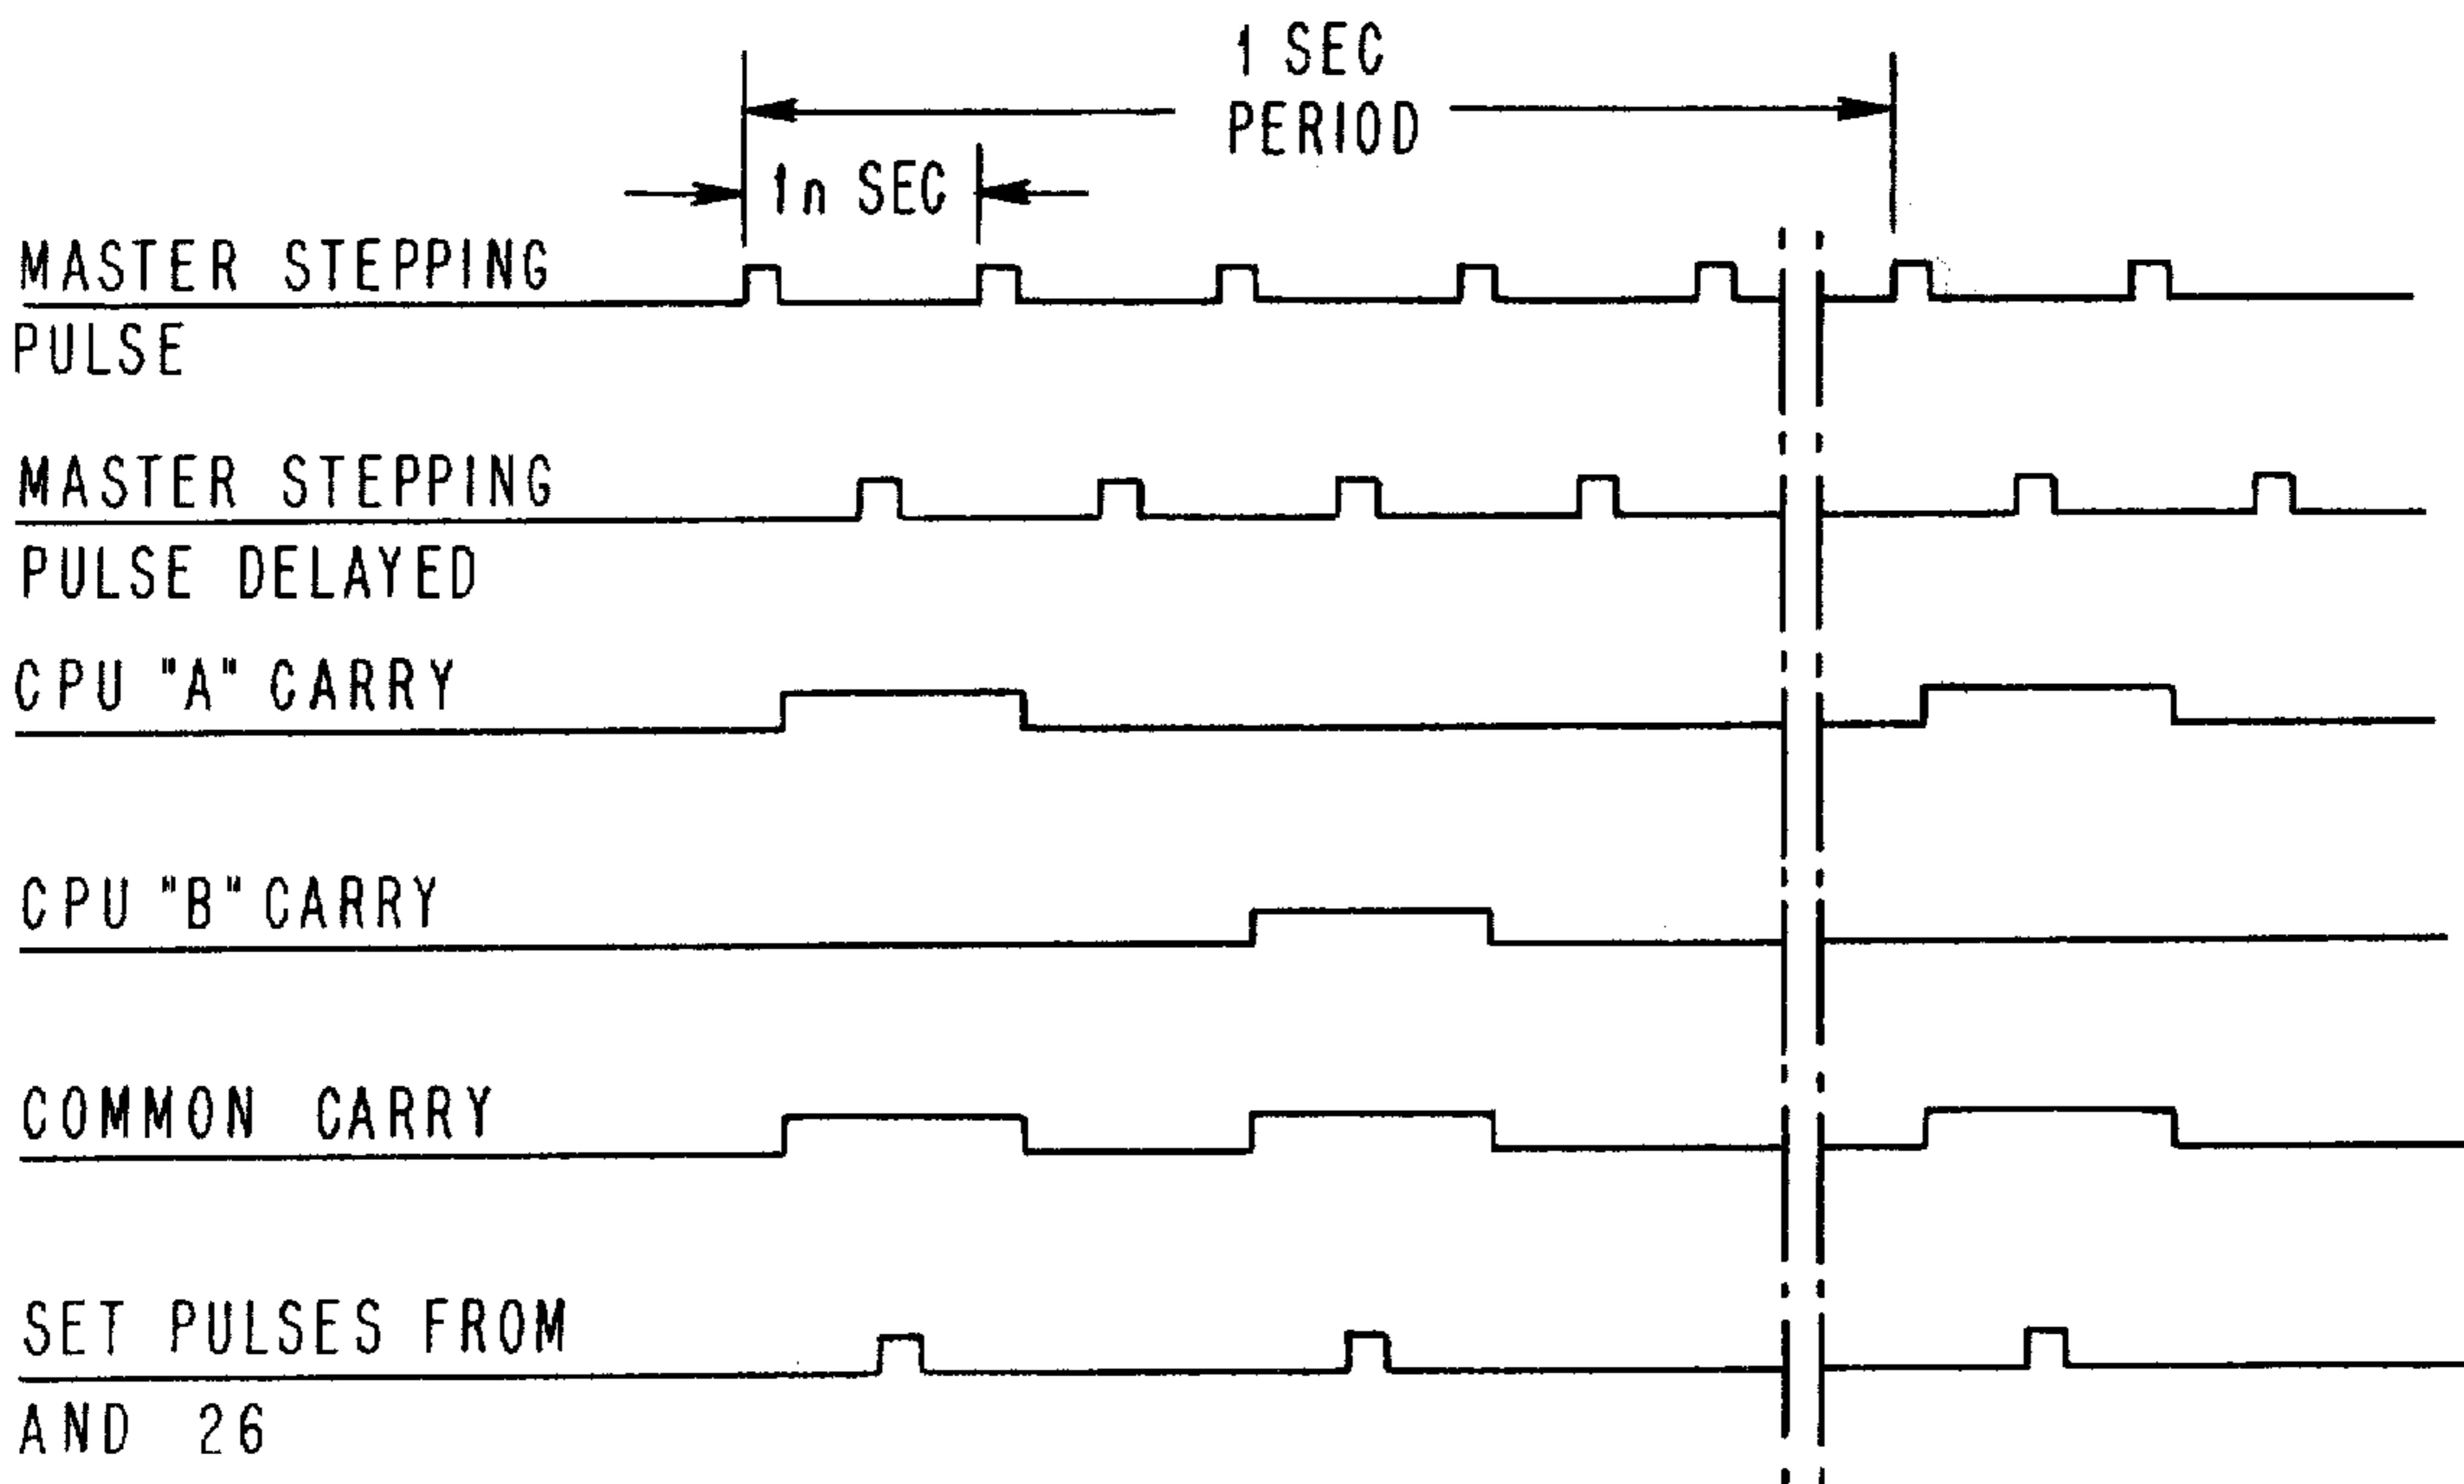 1 SEC
PERIOD
1n SEC
MASTER STEPPING
PULSE
MASTER STEPPING
PULSE DELAYED
CPU "A" CARRY
CPU "B" CARRY
COMMON CARRY
SET PULSES FROM
AND 26